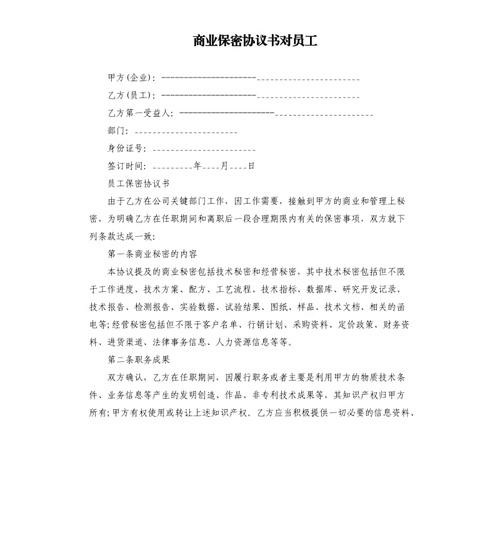 商业保密协议书对员工
甲方(企业): ----------------------_______________________
乙方(员工): ----------------------_______________________
乙方第一受益人: ----------------------______________________
部门: _______________________
身份证号: _______________________
签订时间: _________年____月____日
员工保密协议书
由于乙方在公司关键部门工作，因工作需要，接触到甲方的商业和管理上秘
密，为明确乙方在任职期间和离职后一段合理期限内有关的保密事项，双方就下
列条款达成一致:
第一条商业秘密的内容
本协议提及的商业秘密包括技术秘密和经营秘密，其中技术秘密包括但不限
于工作进度、技术方案、配方、工艺流程、技术指标、数据库、研究开发记录、
技术报告、检测报告、实验数据、试验结果、图纸、样品、技术文档、相关的函
电等;经营秘密包括但不限于客户名单、行销计划、采购资料、定价政策、财务资
料、进货渠道、法律事务信息、人力资源信息等等。
第二条职务成果
双方确认，乙方在任职期间，因履行职务或者主要是利用甲方的物质技术条
件、业务信息等产生的发明创造、作品、非专利技术成果等，其知识产权归甲方
所有;甲方有权使用或转让上述知识产权。乙方应当积极提供一切必要的信息资料，